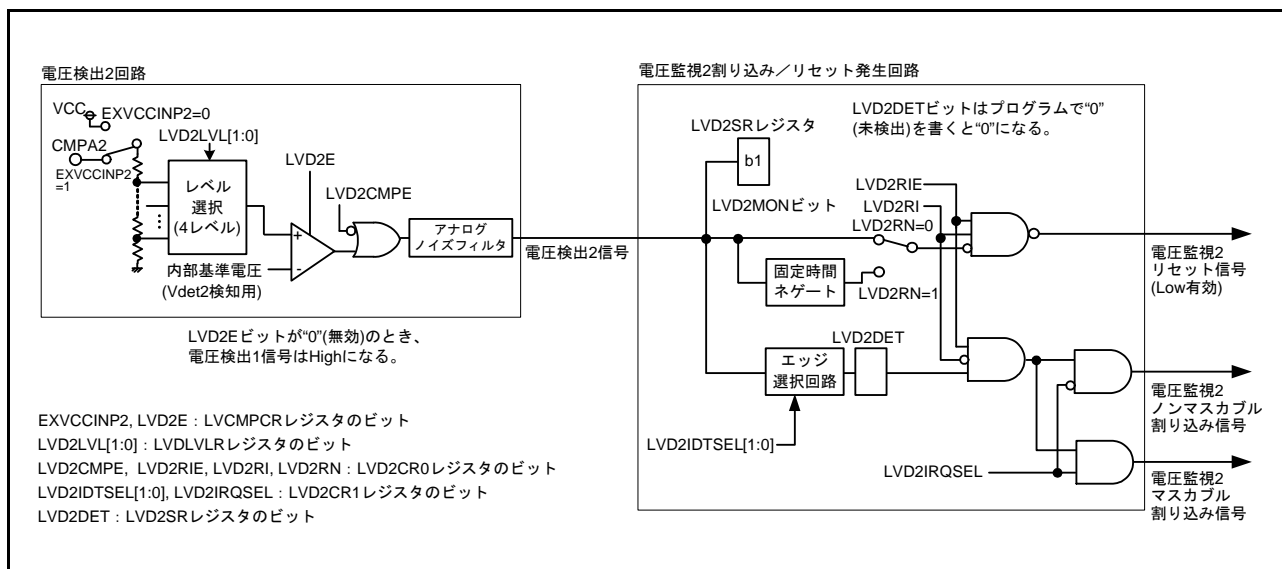 電圧検出2回路
VCC
EXVCCINP2=0
LVD2LVL[1:0]
CMPA2
EXVCCINP2
=1
レベル
選択
(4レベル)
LVD2E
LVD2CMPE
+
-
アナログ
ノイズフィルタ
内部基準電圧
(Vdet2検知用)
電圧検出2信号
LVD2Eビットが“0”(無効)のとき、
電圧検出1信号はHighになる。
電圧監視2割り込み／リセット発生回路
LVD2DETビットはプログラムで“0”
(未検出)を書くと“0”になる。
LVD2SRレジスタ
b1
LVD2MONビット
LVD2RIE
LVD2RI
LVD2RN=0
固定時間
ネゲート
LVD2RN=1
電圧監視2
リセット信号
(Low有効)
エッジ
選択回路
LVD2DET
LVD2IDTSEL[1:0]
電圧監視2
ノンマスカブル
割り込み信号
LVD2IRQSEL
電圧監視2
マスカブル
割り込み信号
EXVCCINP2, LVD2E：LVCMPCRレジスタのビット
LVD2LVL[1:0]：LVDLVLRレジスタのビット
LVD2CMPE, LVD2RIE, LVD2RI, LVD2RN：LVD2CR0レジスタのビット
LVD2IDTSEL[1:0], LVD2IRQSEL：LVD2CR1レジスタのビット
LVD2DET：LVD2SRレジスタのビット